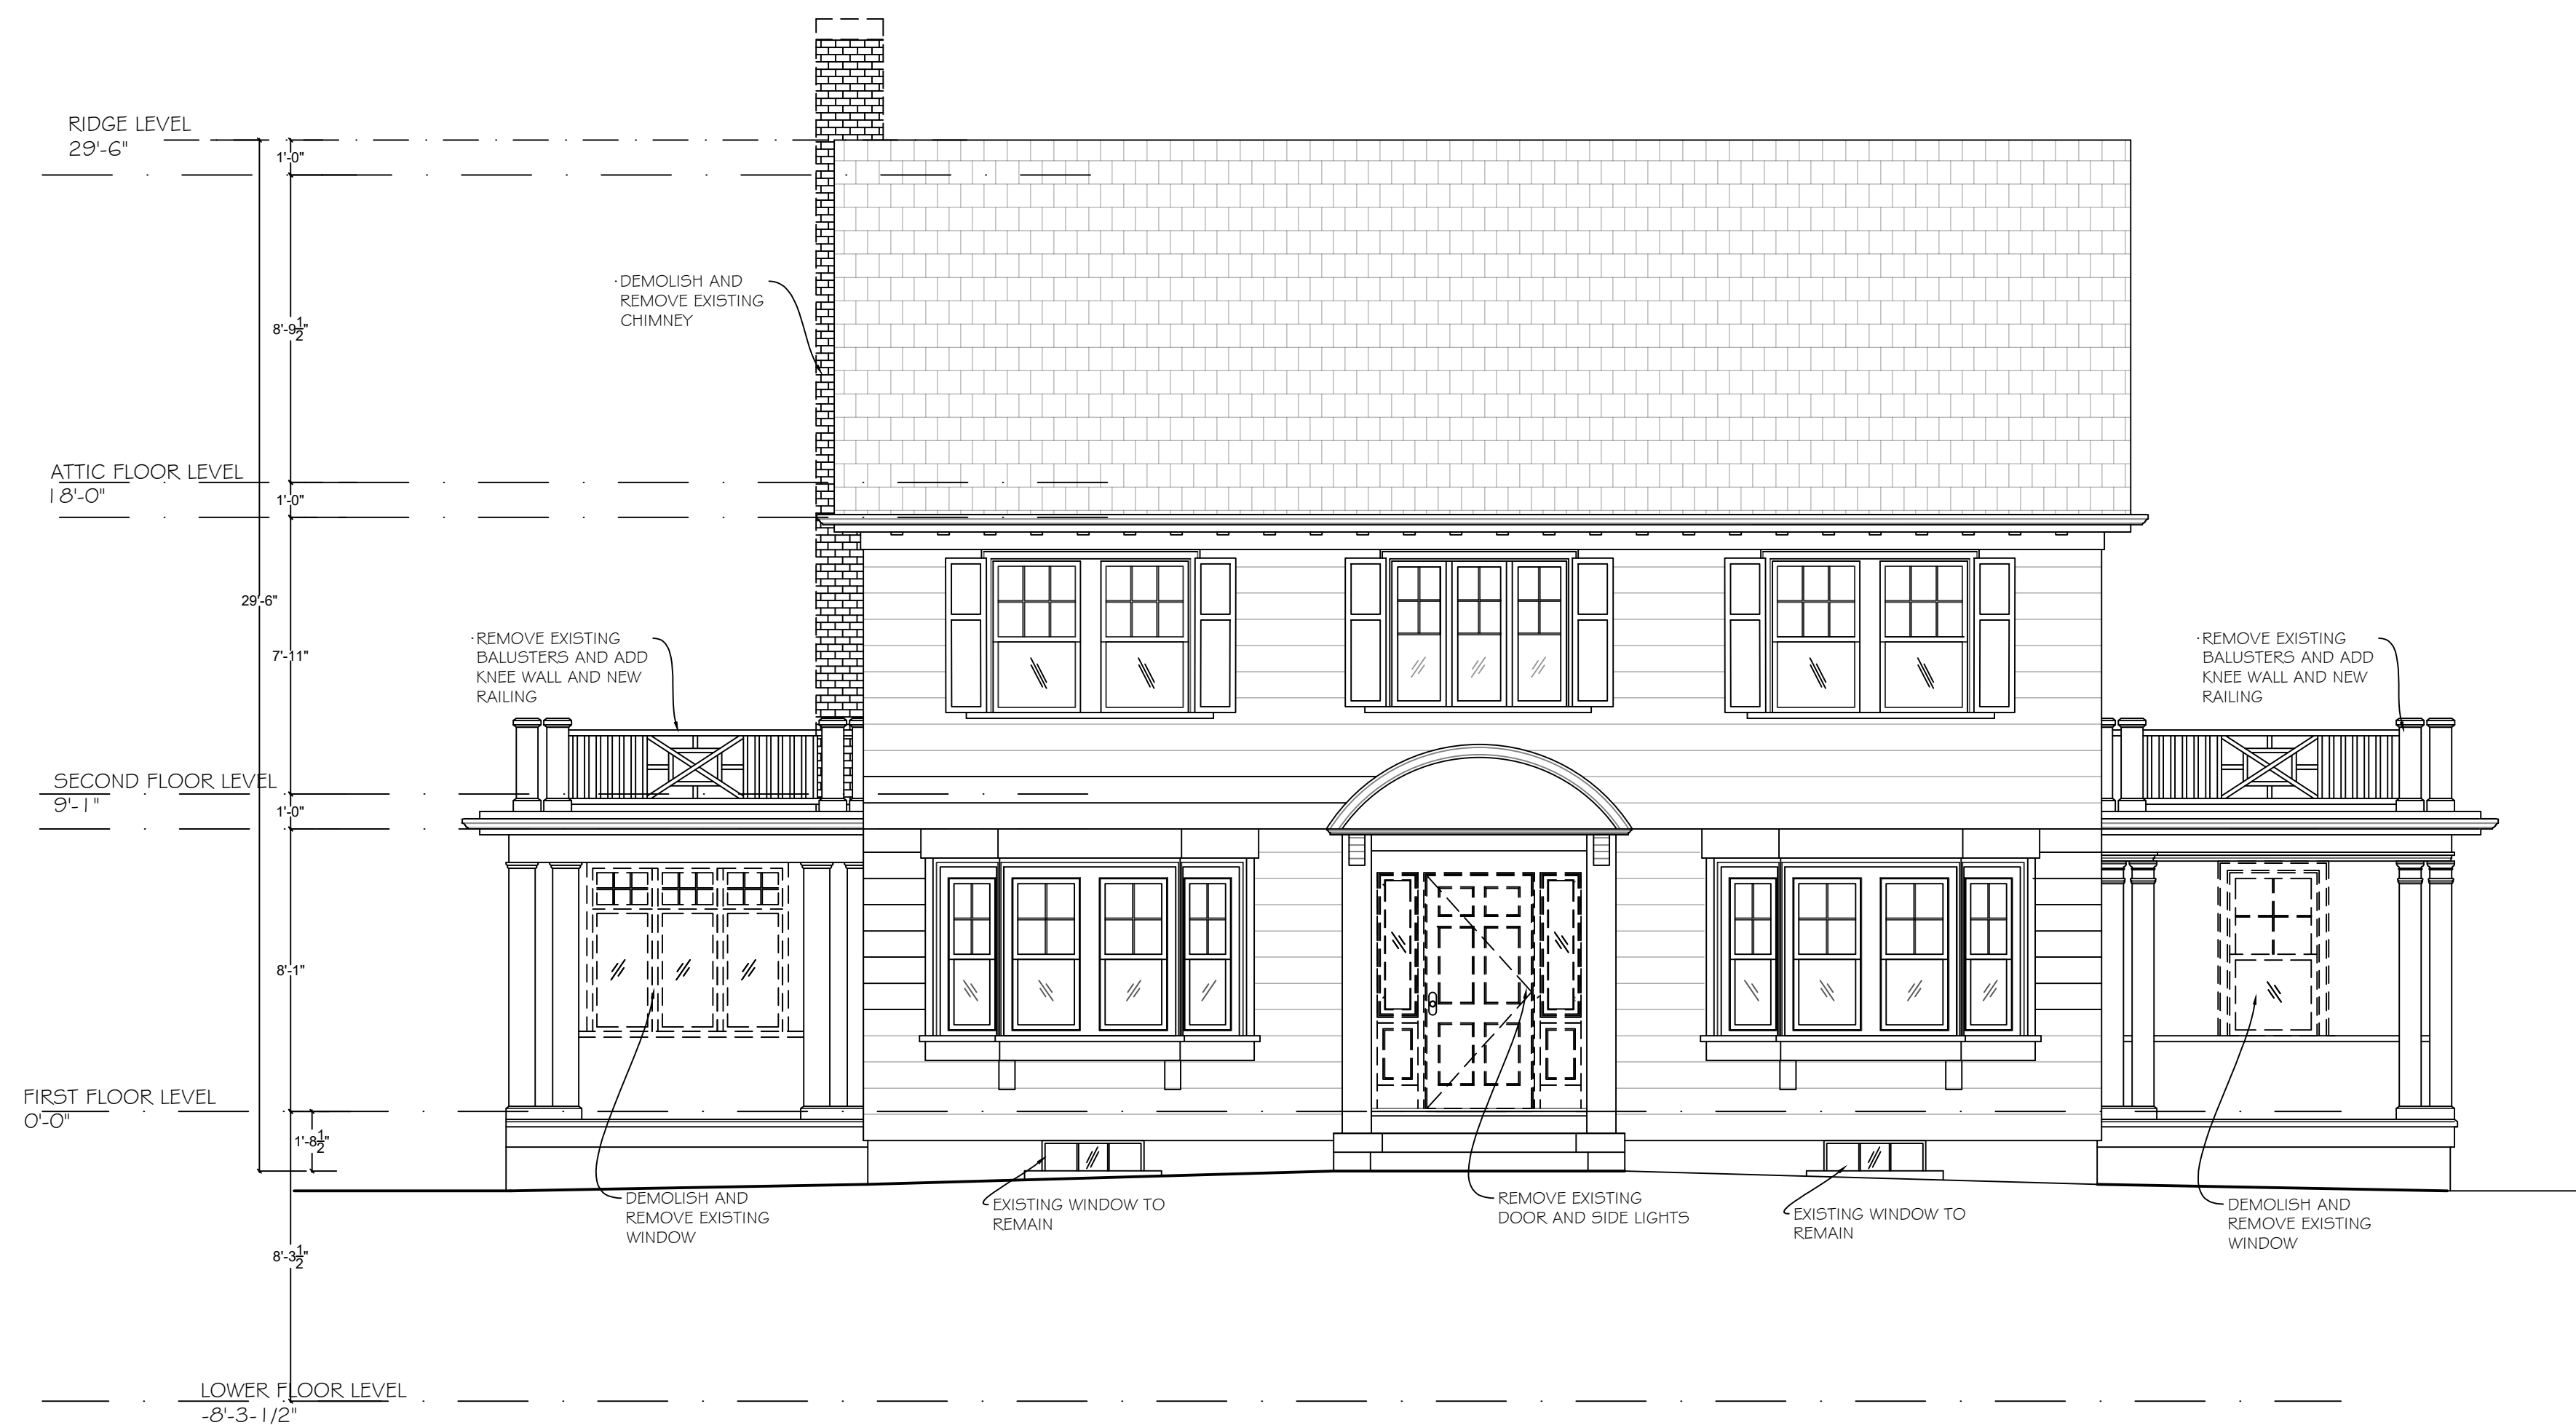 RIDGE LEVEL
29'-6"
1'-0"
DEMOLISH AND
REMOVE EXISTING
CHIMNEY
8'-9 1/2"
ATTIC FLOOR LEVEL
18'-0"
1'-0"
29'-6"
7'-11"
REMOVE EXISTING
BALUSTERS AND ADD
KNEE WALL AND NEW
RAILING
REMOVE EXISTING
BALUSTERS AND ADD
KNEE WALL AND NEW
RAILING
SECOND FLOOR LEVEL
9'-1"
1'-0"
8'-1"
FIRST FLOOR LEVEL
0'-0"
1'-8 1/2"
DEMOLISH AND
REMOVE EXISTING
WINDOW
EXISTING WINDOW TO
REMAIN
REMOVE EXISTING
DOOR AND SIDE LIGHTS
EXISTING WINDOW TO
REMAIN
DEMOLISH AND
REMOVE EXISTING
WINDOW
8'-3 1/2"
LOWER FLOOR LEVEL
-8'-3-1/2"